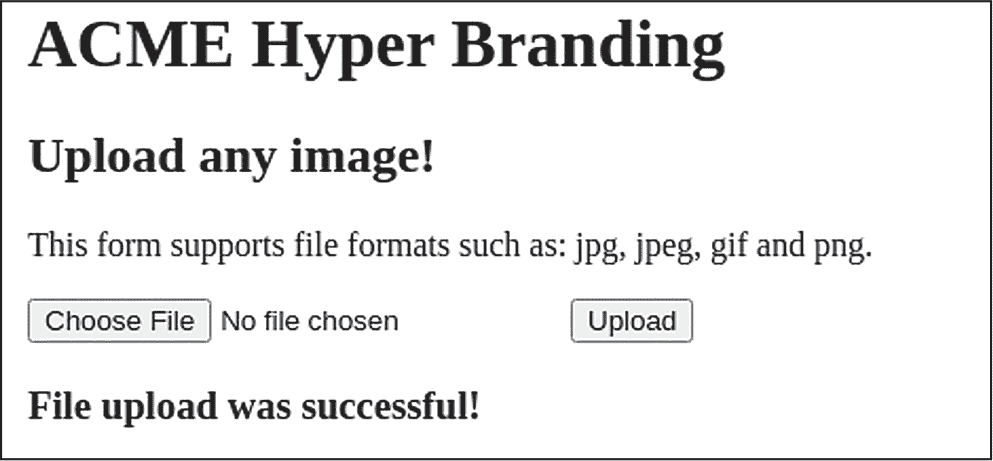 ACME Hyper Branding
Upload any image!
This form supports file formats such as: jpg, jpeg, gif and png.
Choose File No file chosen Upload
File upload was successful!